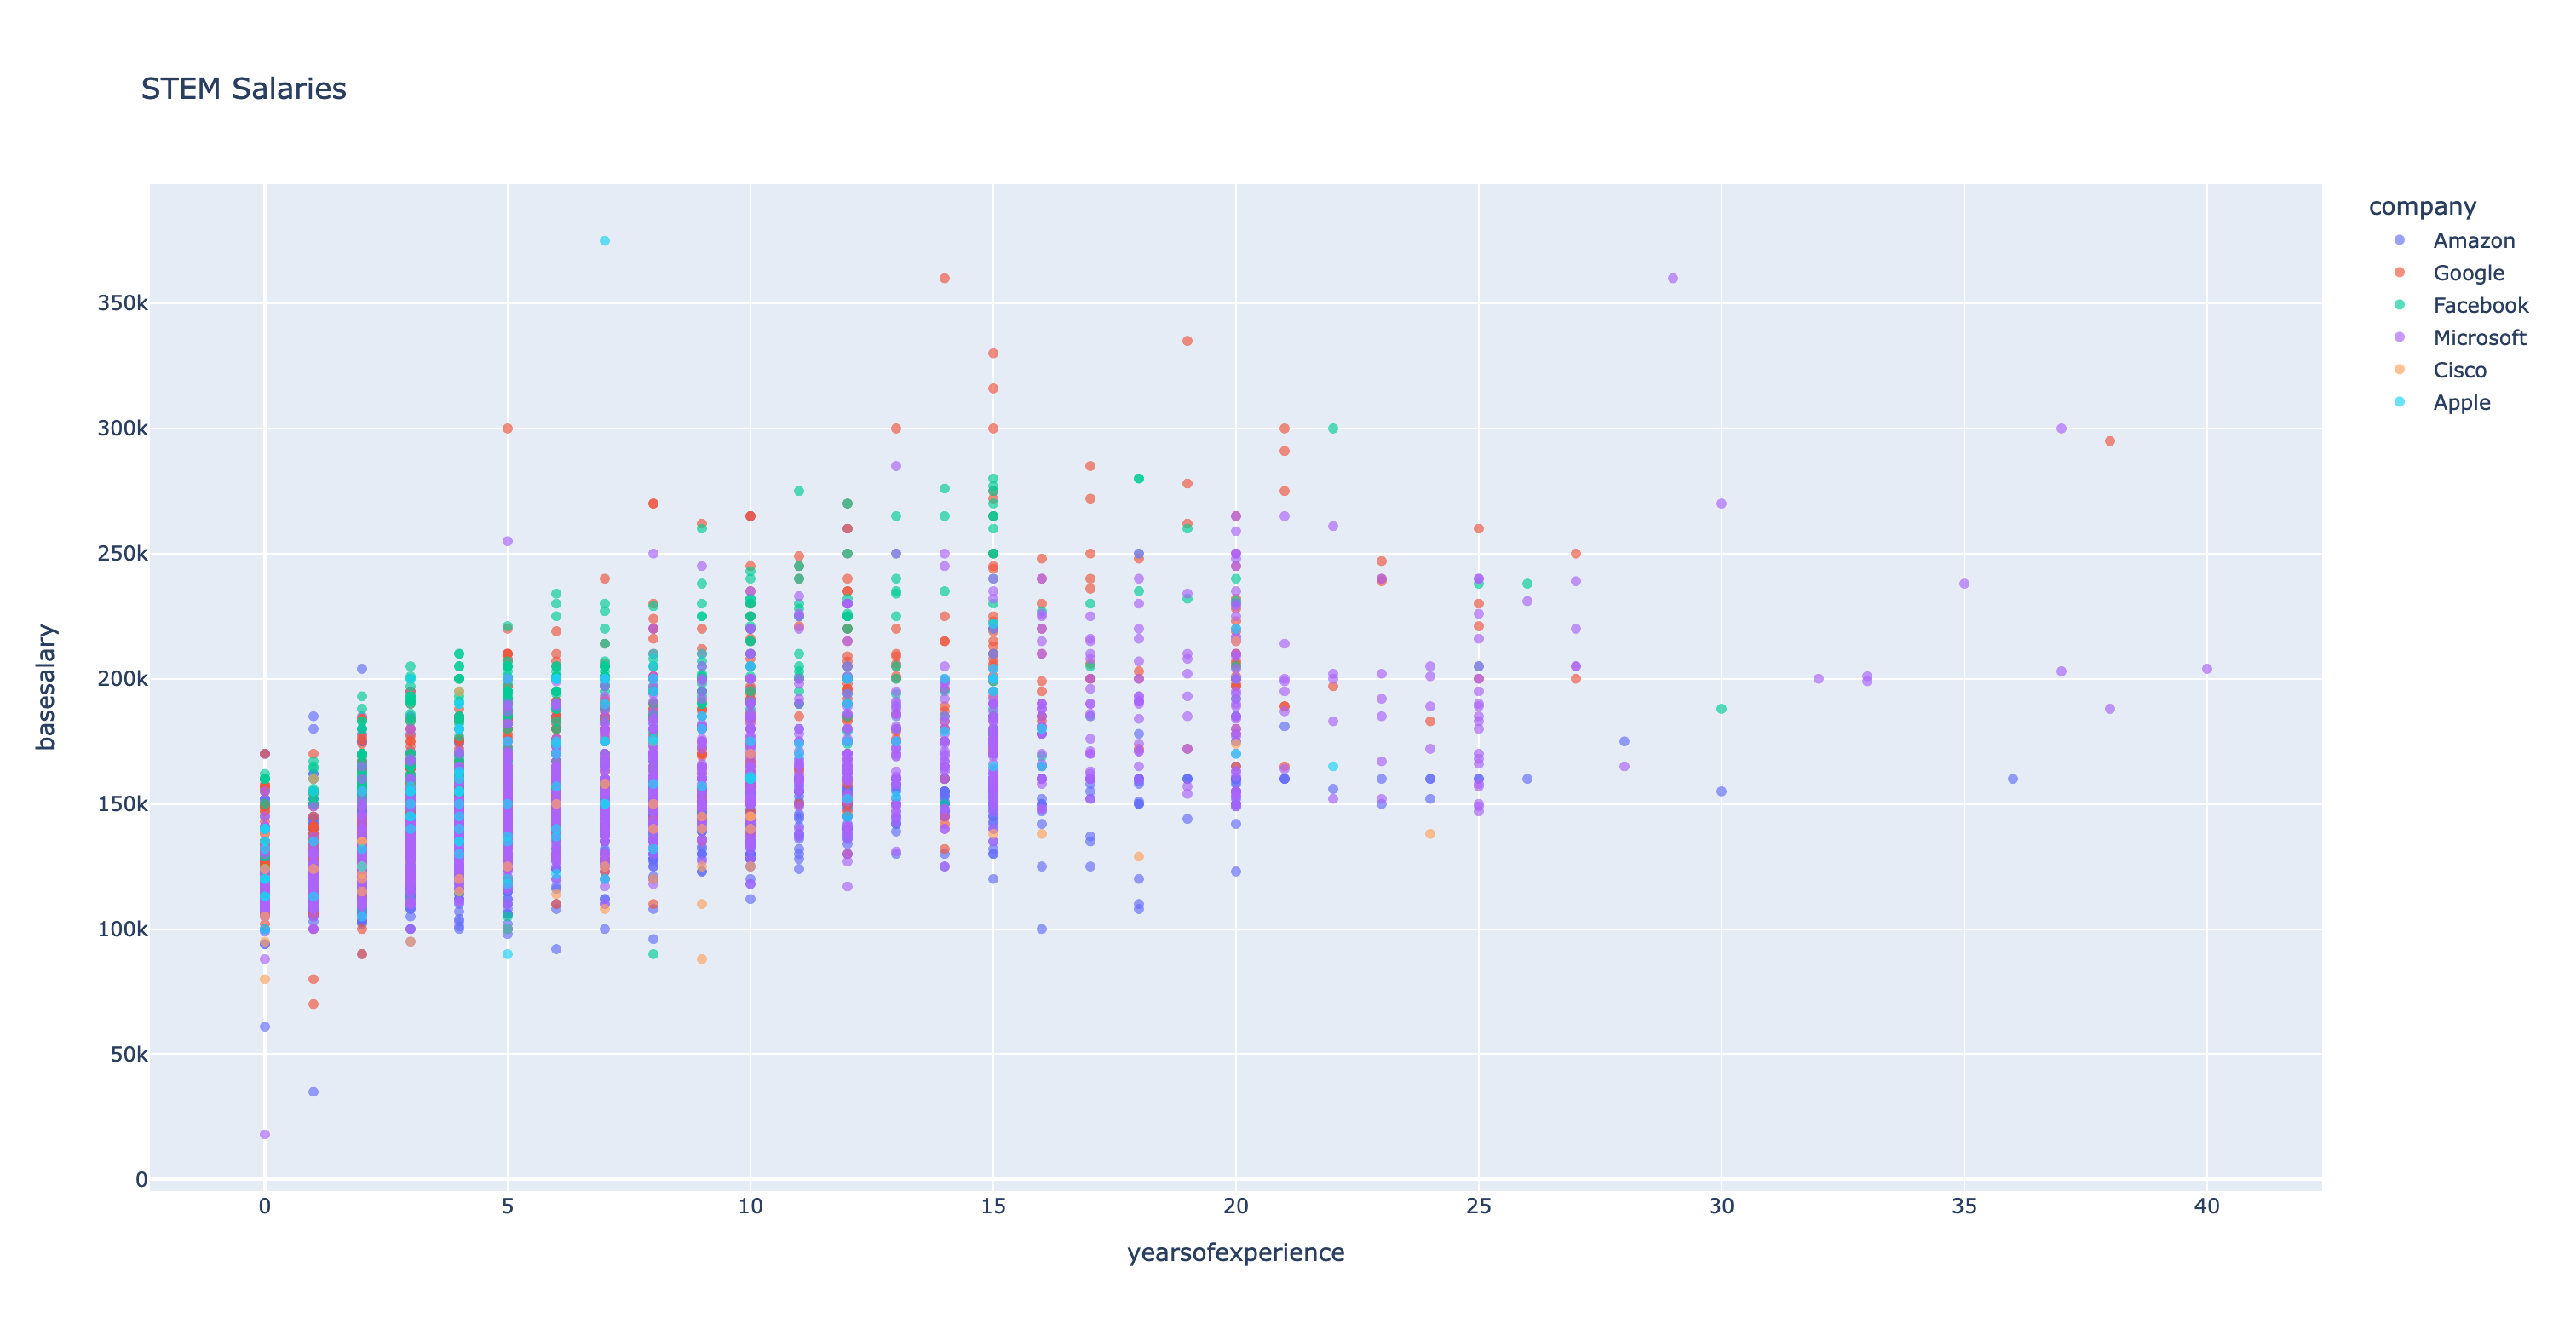 STEM Salaries
company
Amazon
Google
Facebook
Microsoft
Cisco
Apple
basesalary
350k
300k
250k
200k
150k
100k
50k
0
0 5 10 15 20 25 30 35 40
yearsofexperience